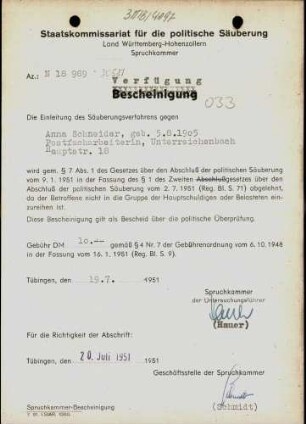 3MB/4097
Staatskommissariat für die politische Säuberung
Land Württemberg-Hohenzollern
Spruchkammer
Az.: N 15 969
Verfügung
Bescheinigung
033
Die Einleitung des Säuberungsverfahrens gegen
Anna Schneider, geb. 5.8.1905
Postfacharbeiterin, Unterreichenbach
Hauptstr. 18
wird gem. § 7 Abs. 1 des Gesetzes über den Abschluß der politischen Säuberung
vom 9. 1. 1951 in der Fassung des § 1 des Zweiten Abschlußgesetzes über den
Abschluß der politischen Säuberung vom 2. 7. 1951 (Reg. Bl. S. 71) abgelehnt,
da der Betroffene nicht in die Gruppe der Hauptschuldigen oder Belasteten einzureihen ist.
Diese Bescheinigung gilt als Bescheid über die politische Überprüfung.
Gebühr DM 10.-- gemäß § 4 Nr. 7 der Gebührenordnung vom 6. 10. 1948
in der Fassung vom 16. 1. 1951 (Reg. Bl. S. 9).
Tübingen, den 19.7. 1951
Spruchkammer
der Untersuchungsführer
(Hauer)
Für die Richtigkeit der Abschrift:
Tübingen, den 20. Juli 1951 1951
Geschäftsstelle der Spruchkammer
(Schmidt)
Spruchkammer-Bescheinigung